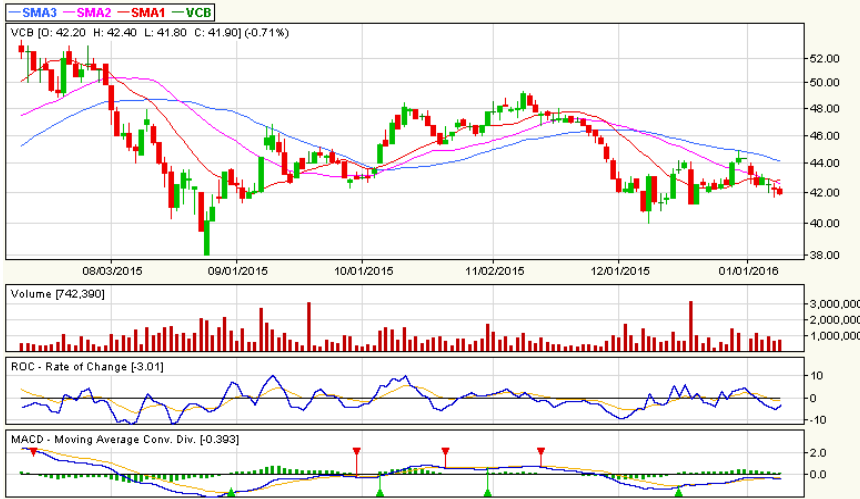 SMA3 SMA2 SMA1 VCB
VCB [O: 42.20 H: 42.40 L: 41.80 C: 41.90] (-0.71%)
52.00
50.00
48.00
46.00
44.00
42.00
40.00
38.00
08/03/2015 09/01/2015 10/01/2015 11/02/2015 12/01/2015 01/01/2016
Volume [742,390]
3,000,000
2,000,000
1,000,000
ROC - Rate of Change [-3.01]
10
0
-10
MACD - Moving Average Conv. Div. [-0.393]
2.0
0.0